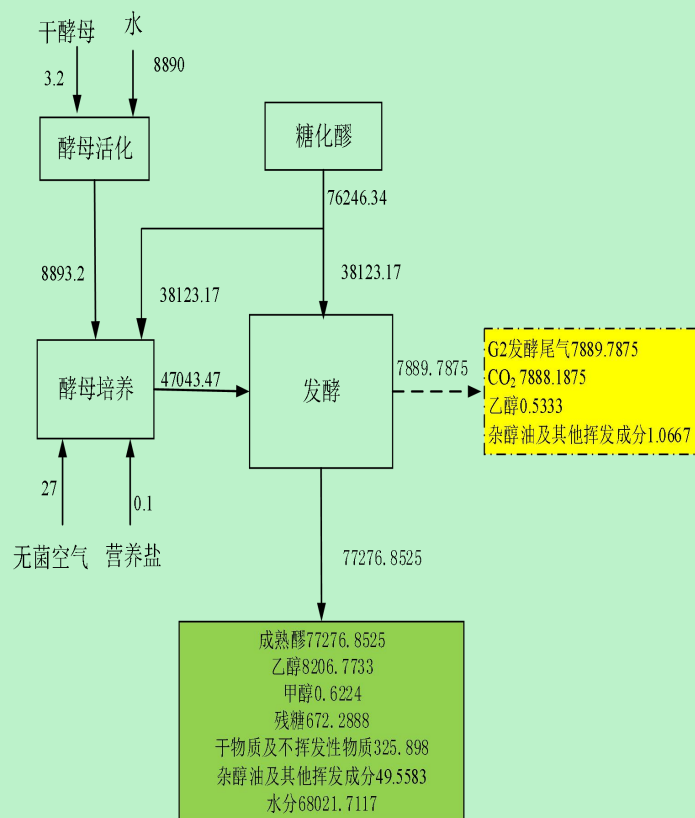 干酵母
水
3.2
8890
酵母活化
糖化醪
76246.34
8893.2
38123.17
38123.17
酵母培养
47043.47
发酵
7889.7875
G2发酵尾气7889.7875
CO₂ 7888.1875
乙醇0.5333
杂醇油及其他挥发成分1.0667
27
0.1
无菌空气
营养盐
77276.8525
成熟醪77276.8525
乙醇8206.7733
甲醇0.6224
残糖672.2888
干物质及不挥发性物质325.898
杂醇油及其他挥发成分49.5583
水分68021.7117